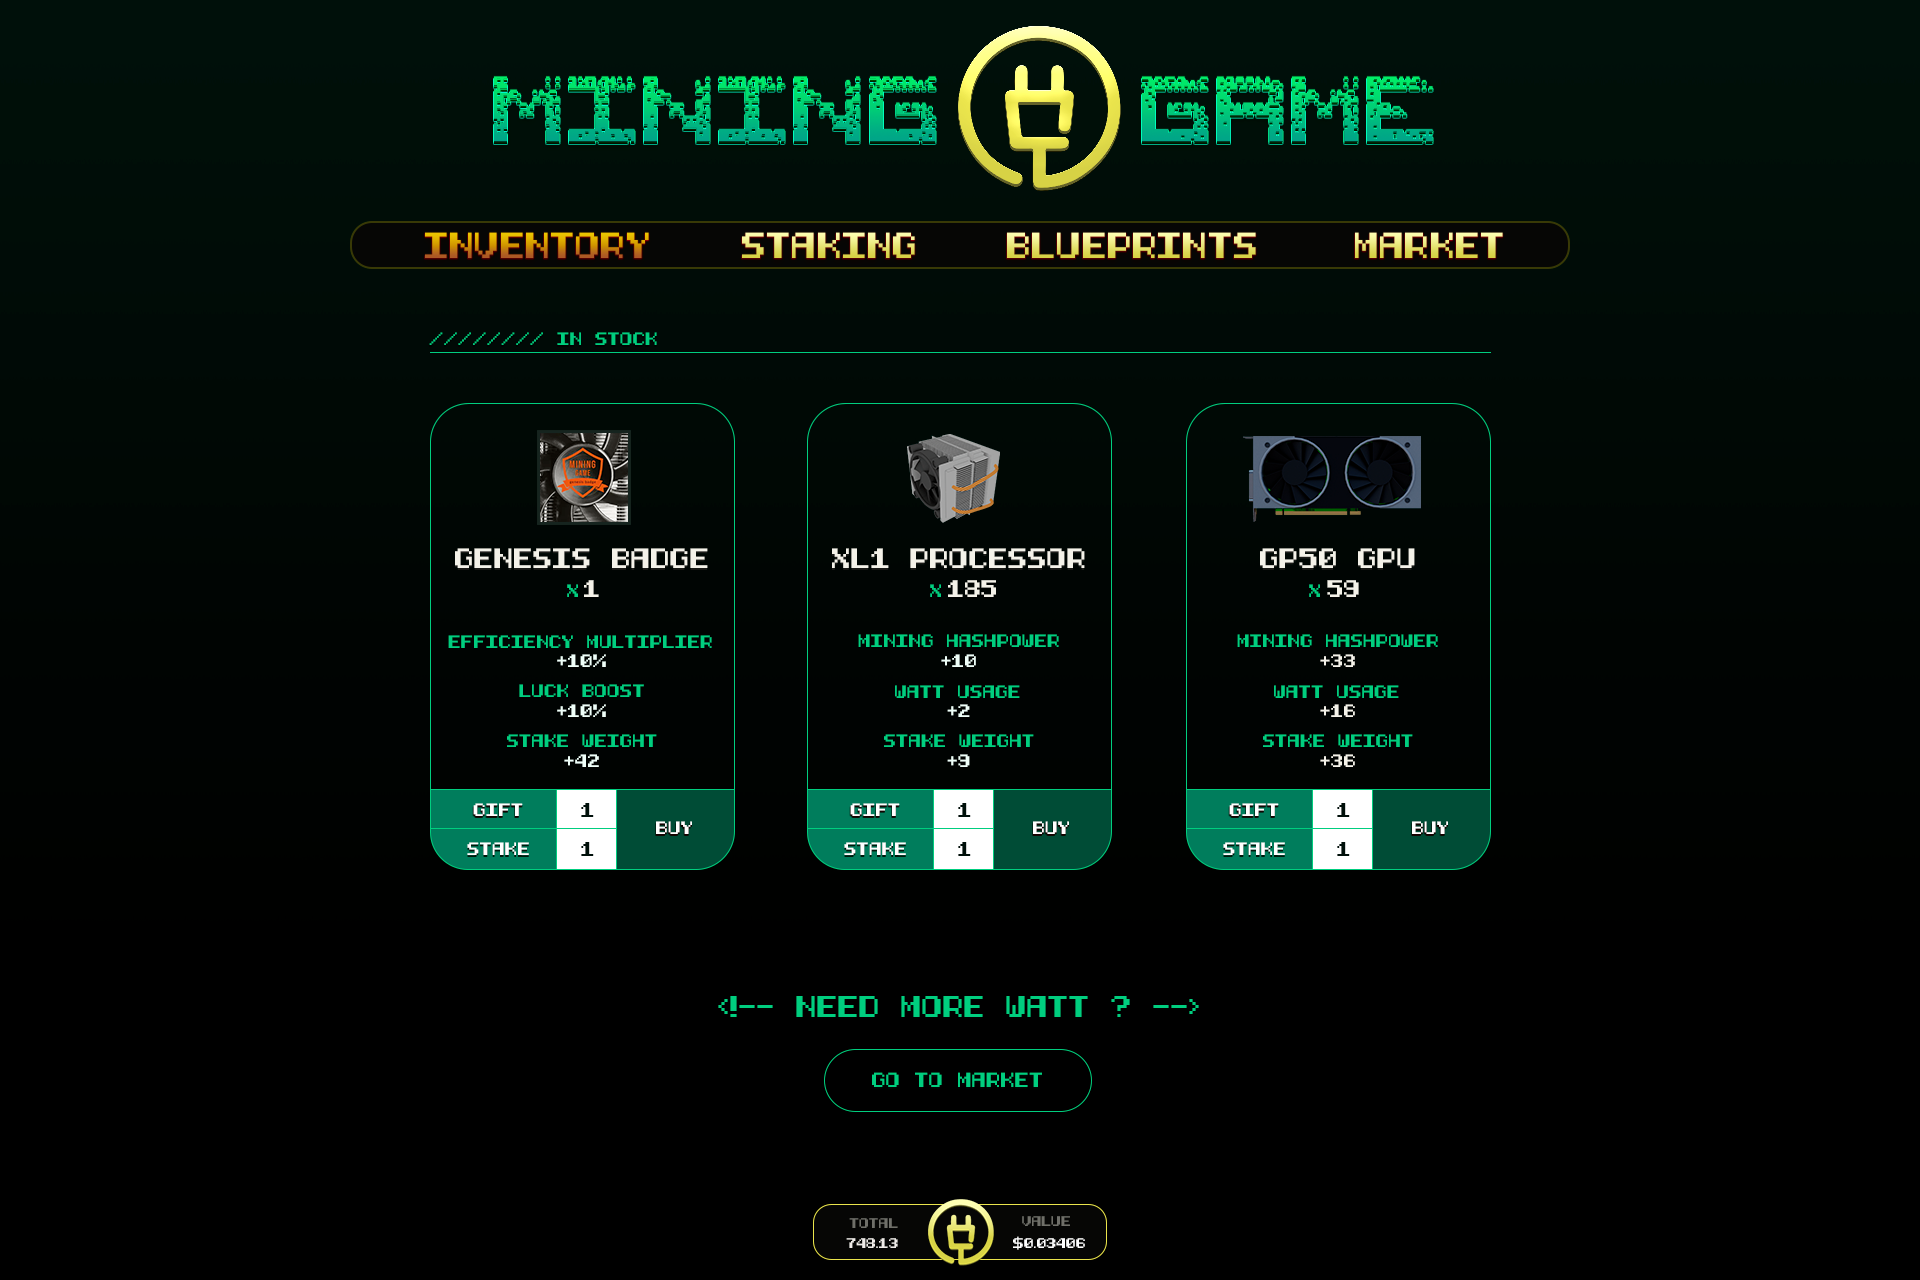 MINING GAME
INVENTORY STAKING BLUEPRINTS MARKET
//////// IN STOCK
MINING
GAME
GENESIS BADGE
x1
EFFICIENCY MULTIPLIER
+10%
LUCK BOOST
+10%
STAKE WEIGHT
+42
GIFT 1
BUY
STAKE 1
XL1 PROCESSOR
x185
MINING HASHPOWER
+10
WATT USAGE
+2
STAKE WEIGHT
+9
GIFT 1
BUY
STAKE 1
GP50 GPU
x59
MINING HASHPOWER
+33
WATT USAGE
+16
STAKE WEIGHT
+36
GIFT 1
BUY
STAKE 1
<!-- NEED MORE WATT ? -->
GO TO MARKET
TOTAL
748.13
VALUE
$0.03406